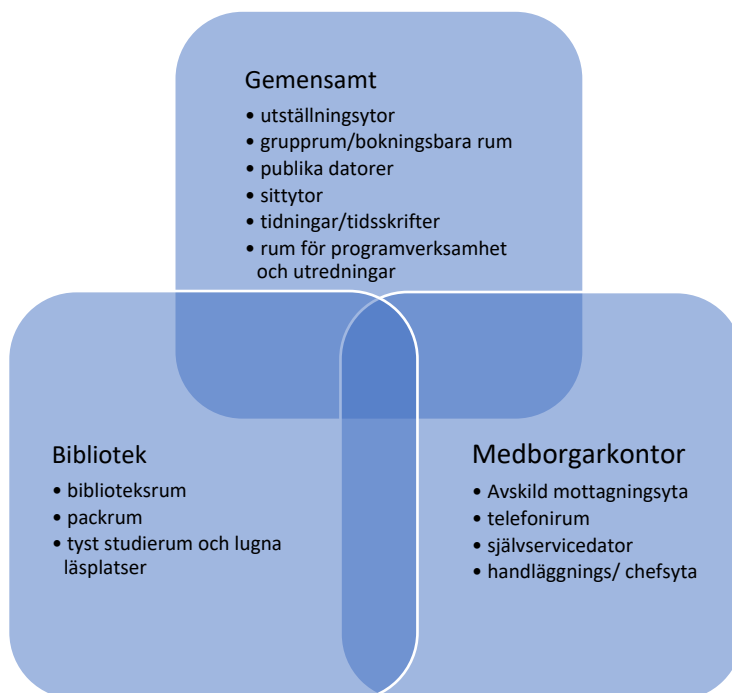 Gemensamt
• utställningsytor
• grupprum/bokningsbara rum
• publika datorer
• sittytor
• tidningar/tidsskrifter
• rum för programverksamhet
och utredningar
Bibliotek
• biblioteksrum
• packrum
• tyst studierum och lugna
läsplatser
Medborgarkontor
• Avskild mottagningsyta
• telefonirum
• självservicedator
• handläggnings/ chefsyta